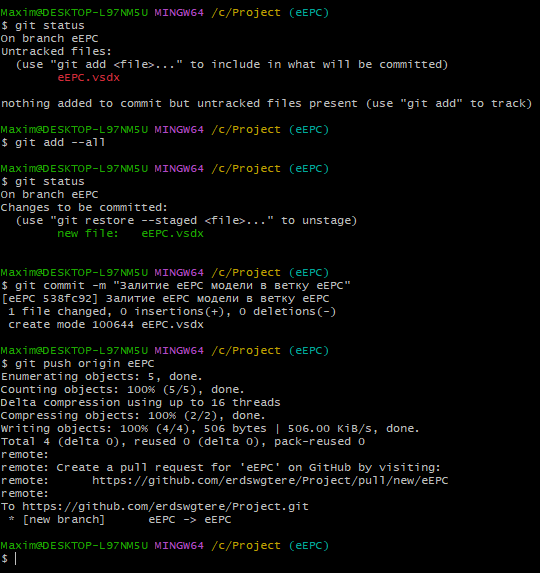 Maxim@DESKTOP-L97NM5U MINGW64 /c/Project (eEPC)
$ git status
On branch eEPC
Untracked files:
  (use "git add <file>..." to include in what will be committed)
        eEPC.vsdx

nothing added to commit but untracked files present (use "git add" to track)

Maxim@DESKTOP-L97NM5U MINGW64 /c/Project (eEPC)
$ git add --all

Maxim@DESKTOP-L97NM5U MINGW64 /c/Project (eEPC)
$ git status
On branch eEPC
Changes to be committed:
  (use "git restore --staged <file>..." to unstage)
        new file:   eEPC.vsdx


Maxim@DESKTOP-L97NM5U MINGW64 /c/Project (eEPC)
$ git commit -m "Залитие eEPC модели в ветку eEPC"
[eEPC 538fc92] Залитие eEPC модели в ветку eEPC
 1 file changed, 0 insertions(+), 0 deletions(-)
 create mode 100644 eEPC.vsdx

Maxim@DESKTOP-L97NM5U MINGW64 /c/Project (eEPC)
$ git push origin eEPC
Enumerating objects: 5, done.
Counting objects: 100% (5/5), done.
Delta compression using up to 16 threads
Compressing objects: 100% (2/2), done.
Writing objects: 100% (4/4), 506 bytes | 506.00 KiB/s, done.
Total 4 (delta 0), reused 0 (delta 0), pack-reused 0
remote:
remote: Create a pull request for 'eEPC' on GitHub by visiting:
remote:      https://github.com/erdswgtere/Project/pull/new/eEPC
remote:
To https://github.com/erdswgtere/Project.git
 * [new branch]      eEPC -> eEPC

Maxim@DESKTOP-L97NM5U MINGW64 /c/Project (eEPC)
$